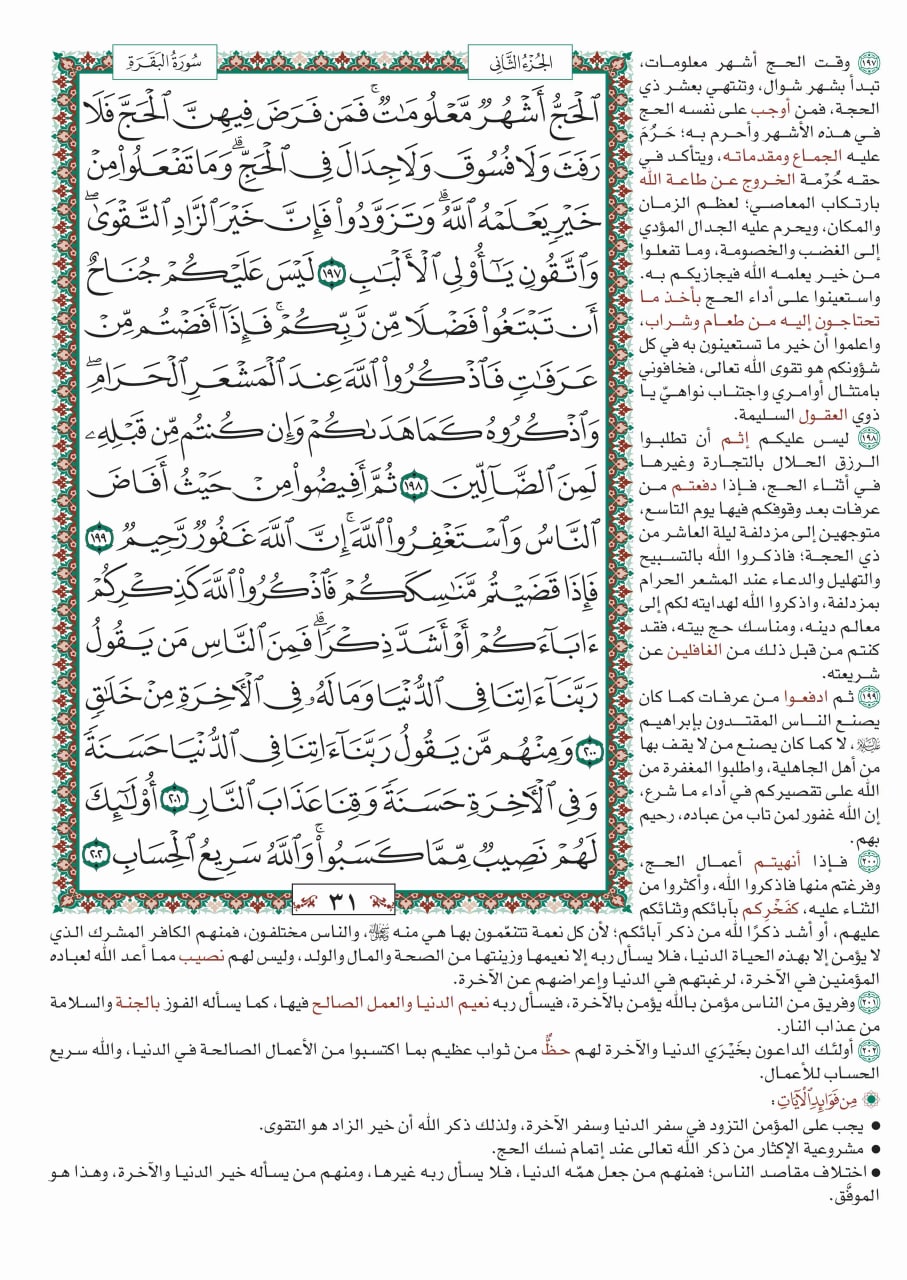 سُورَةُ البَقَرَةِ
الجُزْءُ الثَّانِي
ٱلۡحَجُّ أَشۡهُرٞ مَّعۡلُومَٰتٞۚ فَمَن فَرَضَ فِيهِنَّ ٱلۡحَجَّ فَلَا
رَفَثَ وَلَا فُسُوقَ وَلَا جِدَالَ فِي ٱلۡحَجِّۗ وَمَا تَفۡعَلُواْ مِنۡ
خَيۡرٖ يَعۡلَمۡهُ ٱللَّهُۗ وَتَزَوَّدُواْ فَإِنَّ خَيۡرَ ٱلزَّادِ ٱلتَّقۡوَىٰۖ
وَٱتَّقُونِ يَٰٓأُوْلِي ٱلۡأَلۡبَٰبِ ١٩٧ لَيۡسَ عَلَيۡكُمۡ جُنَاحٌ
أَن تَبۡتَغُواْ فَضۡلٗا مِّن رَّبِّكُمۡۚ فَإِذَآ أَفَضۡتُم مِّنۡ
عَرَفَٰتٖ فَٱذۡكُرُواْ ٱللَّهَ عِندَ ٱلۡمَشۡعَرِ ٱلۡحَرَامِۖ
وَٱذۡكُرُوهُ كَمَا هَدَىٰكُمۡ وَإِن كُنتُم مِّن قَبۡلِهِۦ
لَمِنَ ٱلضَّآلِّينَ ١٩٨ ثُمَّ أَفِيضُواْ مِنۡ حَيۡثُ أَفَاضَ
ٱلنَّاسُ وَٱسۡتَغۡفِرُواْ ٱللَّهَۚ إِنَّ ٱللَّهَ غَفُورٞ رَّحِيمٞ ١٩٩
فَإِذَا قَضَيۡتُم مَّنَٰسِكَكُمۡ فَٱذۡكُرُواْ ٱللَّهَ كَذِكۡرِكُمۡ
ءَابَآءَكُمۡ أَوۡ أَشَدَّ ذِكۡرٗاۗ فَمِنَ ٱلنَّاسِ مَن يَقُولُ
رَبَّنَآ ءَاتِنَا فِي ٱلدُّنۡيَا وَمَا لَهُۥ فِي ٱلۡأٓخِرَةِ مِنۡ خَلَٰقٖ
٢٠٠ وَمِنۡهُم مَّن يَقُولُ رَبَّنَآ ءَاتِنَا فِي ٱلدُّنۡيَا حَسَنَةٗ
وَفِي ٱلۡأٓخِرَةِ حَسَنَةٗ وَقِنَا عَذَابَ ٱلنَّارِ ٢٠١ أُوْلَٰٓئِكَ
لَهُمۡ نَصِيبٞ مِّمَّا كَسَبُواْۚ وَٱللَّهُ سَرِيعُ ٱلۡحِسَابِ ٢٠٢
٣١
١٩٧ وقت الحج أشهر معلومات،
تبدأ بشهر شوال، وتنتهي بعشر ذي
الحجة، فمن أوجب على نفسه الحج
في هذه الأشهر وأحرم به؛ حَرُمَ
عليه الجماع ومقدماته، ويتأكد في
حقه حُرْمة الخروج عن طاعة الله
بارتكاب المعاصي؛ لعظم الزمان
والمكان، ويحرم عليه الجدال المؤدي
إلى الغضب والخصومة، وما تفعلوا
من خير يعلمه الله فيجازيكم به.
واستعينوا على أداء الحج بأخذ ما
تحتاجون إليه من طعام وشراب،
واعلموا أن خير ما تستعينون به في كل
شؤونكم هو تقوى الله تعالى، فخافوني
بامتثال أوامري واجتناب نواهيّ يا
ذوي العقول السليمة.
١٩٨ ليس عليكم إثم أن تطلبوا
الرزق الحلال بالتجارة وغيرها
في أثناء الحج، فإذا دفعتم من
عرفات بعد وقوفكم فيها يوم التاسع،
متوجهين إلى مزدلفة ليلة العاشر من
ذي الحجة؛ فاذكروا الله بالتسبيح
والتهليل والدعاء عند المشعر الحرام
بمزدلفة، واذكروا الله لهدايته لكم إلى
معالم دينه، ومناسك حج بيته، فقد
كنتم من قبل ذلك من الغافلين عن
شريعته.
١٩٩ ثم ادفعوا من عرفات كما كان
يصنع الناس المقتدون بإبراهيم
عليه السلام، لا كما كان يصنع من لا يقف بها
من أهل الجاهلية، واطلبوا المغفرة من
الله على تقصيركم في أداء ما شرع،
إن الله غفور لمن تاب من عباده، رحيم
بهم.
٢٠٠ فإذا أنهيتم أعمال الحج،
وفرغتم منها فاذكروا الله، وأكثروا من
الثناء عليه، كفَخْرِكم بآبائكم وثنائكم
عليهم، أو أشد ذكرًا لله من ذكر آبائكم؛ لأن كل نعمة تتنعّمون بها هي منه ﷻ، والناس مختلفون، فمنهم الكافر المشرك الذي
لا يؤمن إلا بهذه الحياة الدنيا، فلا يسأل ربه إلا نعيمها وزينتها من الصحة والمال والولد، وليس لهم نصيب مما أعد الله لعباده
المؤمنين في الآخرة، لرغبتهم في الدنيا وإعراضهم عن الآخرة.
٢٠١ وفريق من الناس مؤمن بالله يؤمن بالآخرة، فيسأل ربه نعيم الدنيا والعمل الصالح فيها، كما يسأله الفوز بالجنة والسلامة
من عذاب النار.
٢٠٢ أولئك الداعون بخَيْرَي الدنيا والآخرة لهم حظٌّ من ثواب عظيم بما اكتسبوا من الأعمال الصالحة في الدنيا، والله سريع
الحساب للأعمال.
مِن فَوَائِدِ الآيَاتِ:
• يجب على المؤمن التزود في سفر الدنيا وسفر الآخرة، ولذلك ذكر الله أن خير الزاد هو التقوى.
• مشروعية الإكثار من ذكر الله تعالى عند إتمام نسك الحج.
• اختلاف مقاصد الناس؛ فمنهم من جعل همّه الدنيا، فلا يسأل ربه غيرها، ومنهم من يسأله خير الدنيا والآخرة، وهذا هو
الموفَّق.